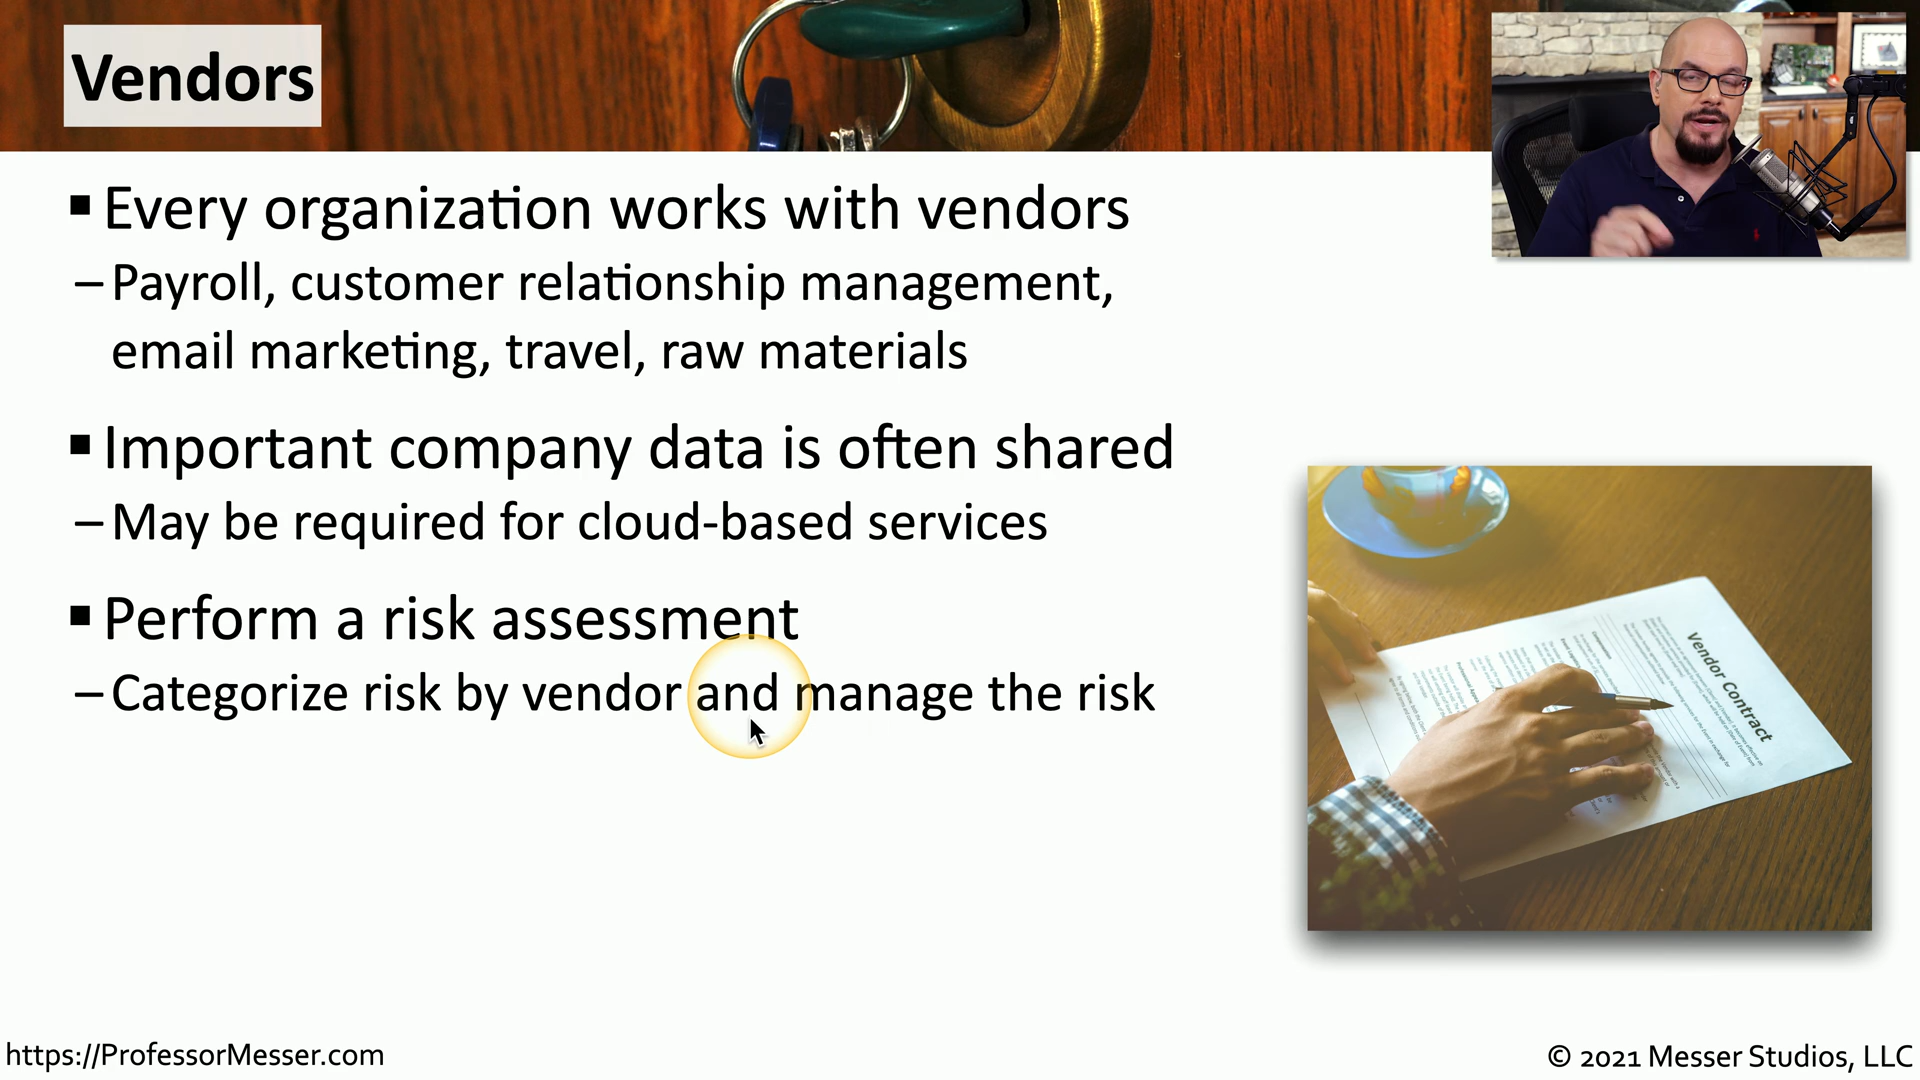 Vendors
▪ Every organization works with vendors
– Payroll, customer relationship management,
email marketing, travel, raw materials
▪ Important company data is often shared
– May be required for cloud-based services
▪ Perform a risk assessment
– Categorize risk by vendor and manage the risk
Vendor Contract
https://ProfessorMesser.com
© 2021 Messer Studios, LLC